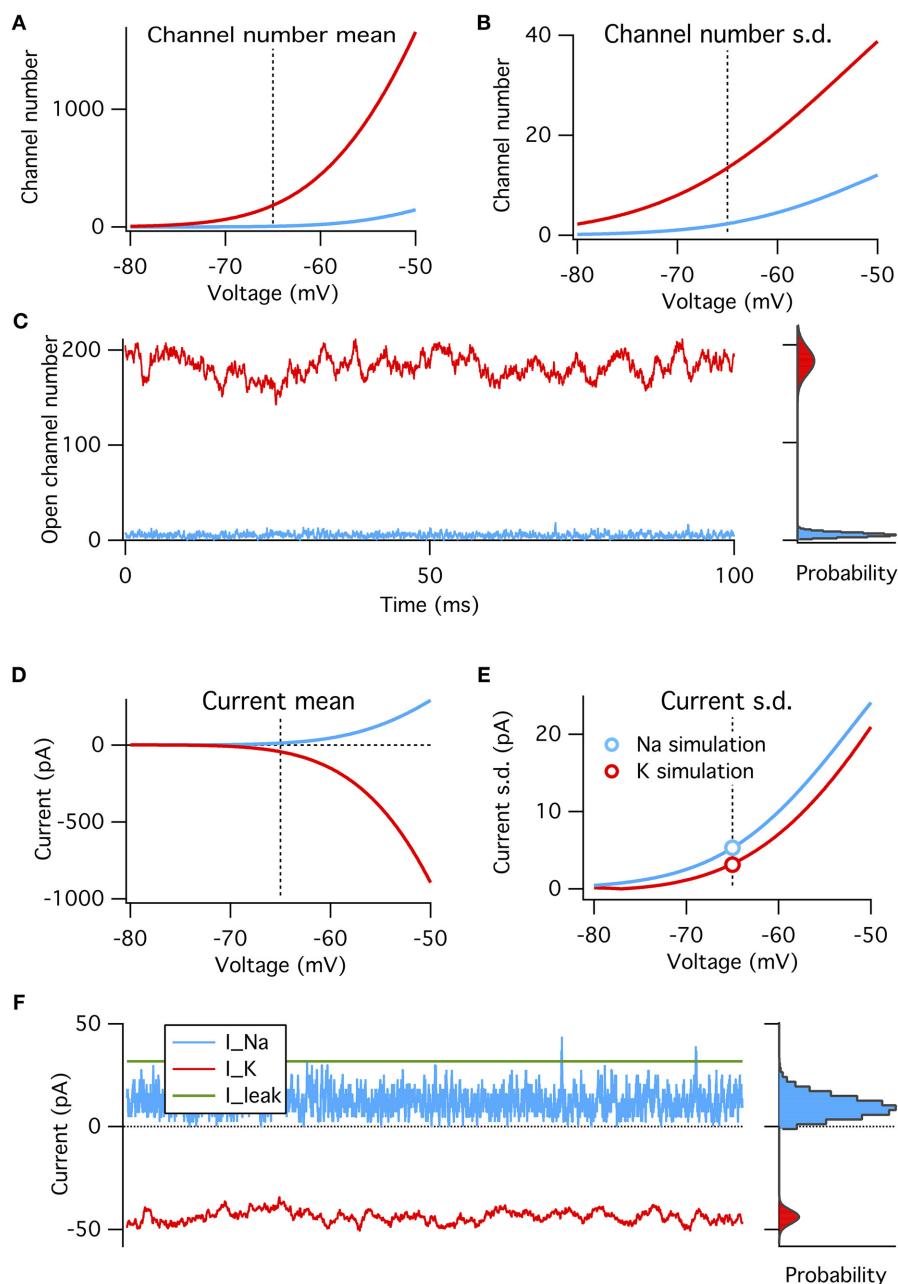 A
Channel number mean
Channel number
1000
0
-80 -70 -60 -50
Voltage (mV)
B
Channel number s.d.
Channel number
40
20
0
-80 -70 -60 -50
Voltage (mV)
C
Open channel number
200
100
0
0 50 100
Time (ms)
Probability
D
Current mean
Current (pA)
0
-500
-1000
-80 -70 -60 -50
Voltage (mV)
E
Current s.d.
Current s.d. (pA)
20
10
0
Na simulation
K simulation
-80 -70 -60 -50
Voltage (mV)
F
Current (pA)
50
0
-50
I_Na
I_K
I_leak
Probability